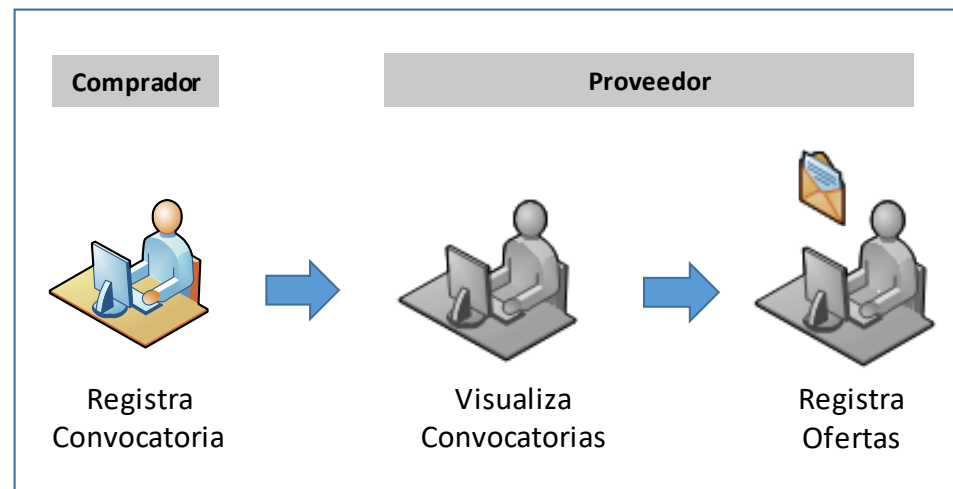 Comprador
Proveedor
Registra
Convocatoria
Visualiza
Convocatorias
Registra
Ofertas